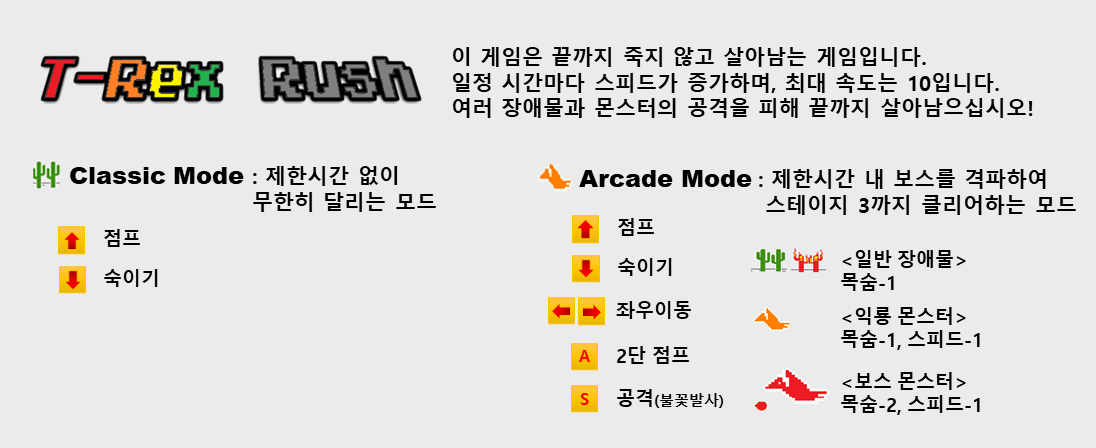 T-Rex Rush
이 게임은 끝까지 죽지 않고 살아남는 게임입니다.
일정 시간마다 스피드가 증가하며, 최대 속도는 10입니다.
여러 장애물과 몬스터의 공격을 피해 끝까지 살아남으십시오!
Classic Mode : 제한시간 없이
무한히 달리는 모드
점프
숙이기
Arcade Mode : 제한시간 내 보스를 격파하여
스테이지 3까지 클리어하는 모드
점프
숙이기
좌우이동
A 2단 점프
S 공격(불꽃발사)
<일반 장애물>
목숨-1
<익룡 몬스터>
목숨-1, 스피드-1
<보스 몬스터>
목숨-2, 스피드-1